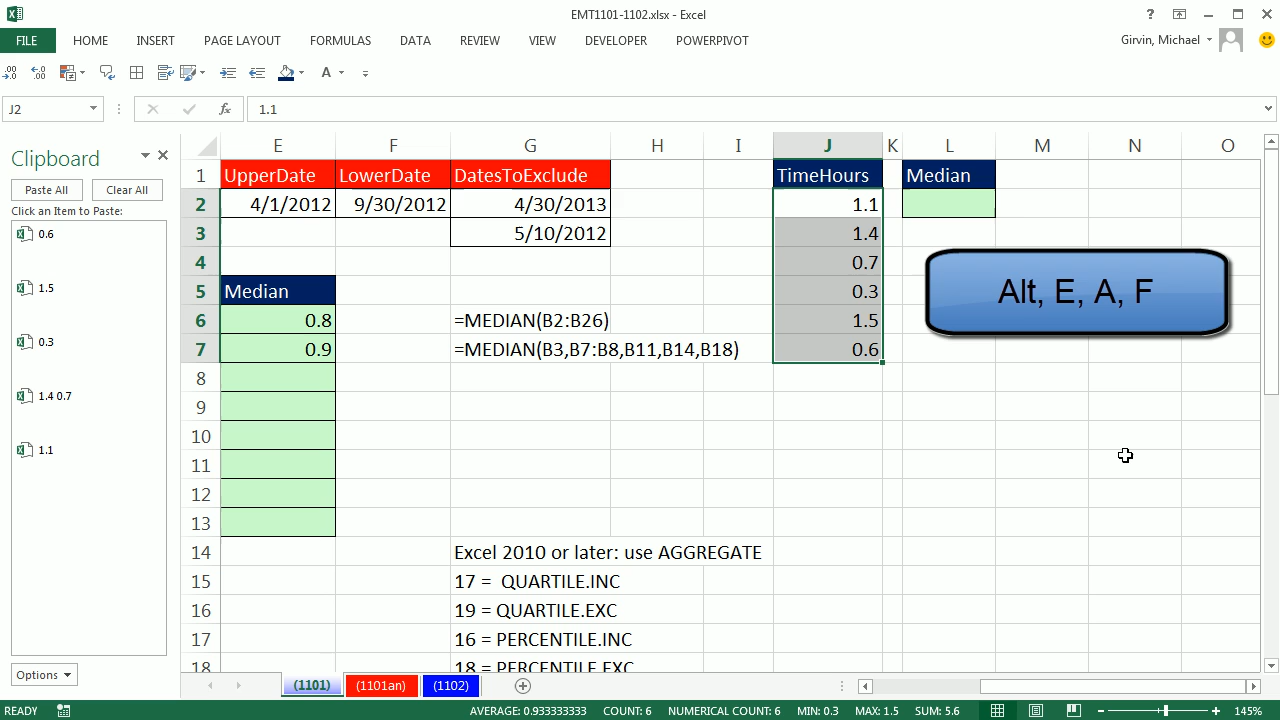 EMT1101-1102.xlsx - Excel
FILE HOME INSERT PAGE LAYOUT FORMULAS DATA REVIEW VIEW DEVELOPER POWERPIVOT
Girvin, Michael
J2 fx 1.1
Clipboard
Paste All Clear All
Click an Item to Paste:
0.6
1.5
0.3
1.4 0.7
1.1
Options
E F G H I J K L M N O
1 UpperDate LowerDate DatesToExclude TimeHours Median
2 4/1/2012 9/30/2012 4/30/2013 1.1
3 5/10/2012 1.4
4 0.7
5 Median 0.3
6 0.8 =MEDIAN(B2:B26) 1.5
7 0.9 =MEDIAN(B3,B7:B8,B11,B14,B18) 0.6
Alt, E, A, F
8
9
10
11
12
13
14 Excel 2010 or later: use AGGREGATE
15 17 = QUARTILE.INC
16 19 = QUARTILE.EXC
17 16 = PERCENTILE.INC
18 18 = PERCENTILE.EXC
(1101) (1101an) (1102)
READY AVERAGE: 0.933333333 COUNT: 6 NUMERICAL COUNT: 6 MIN: 0.3 MAX: 1.5 SUM: 5.6 145%